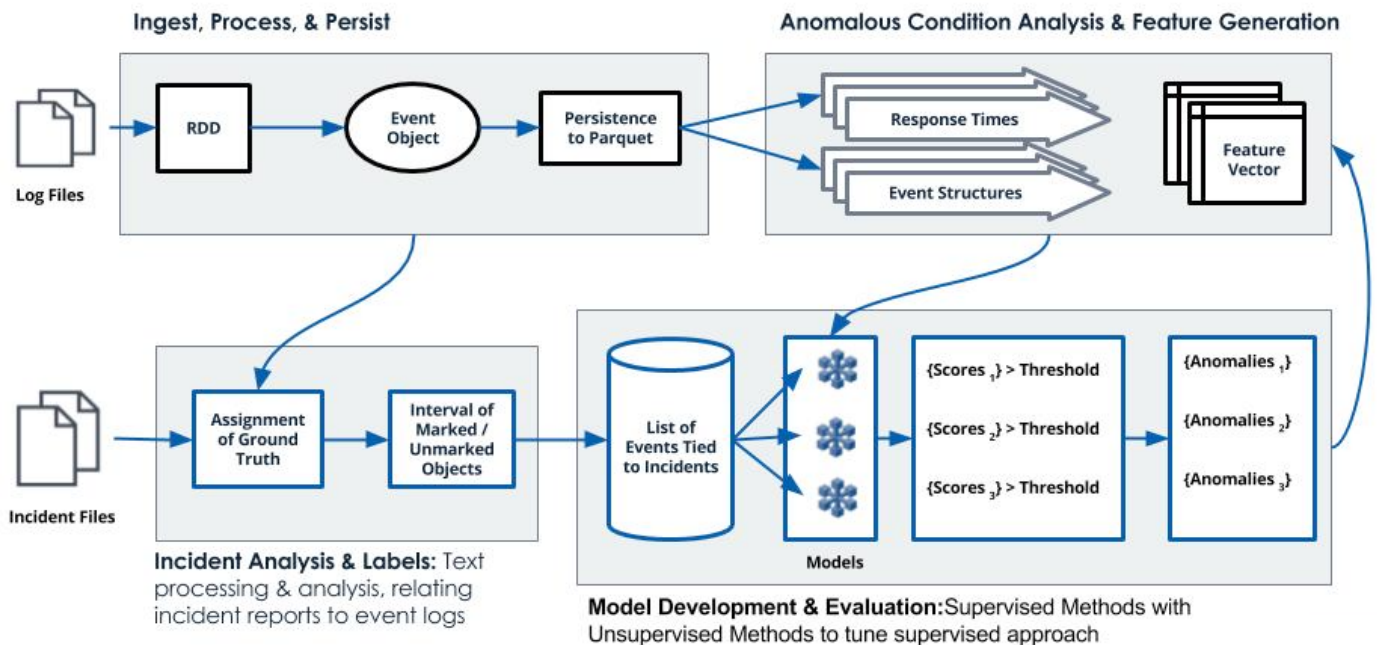 Ingest, Process, & Persist
Anomalous Condition Analysis & Feature Generation
Log Files
RDD
Event
Object
Persistence
to Parquet
Response Times
Event Structures
Feature
Vector
Incident Files
Assignment
of Ground
Truth
Interval of
Marked /
Unmarked
Objects
List of
Events Tied
to Incidents
Models
{Scores 1} > Threshold
{Scores 2} > Threshold
{Scores 3} > Threshold
{Anomalies 1}
{Anomalies 2}
{Anomalies 3}
Incident Analysis & Labels: Text
processing & analysis, relating
incident reports to event logs
Model Development & Evaluation:Supervised Methods with
Unsupervised Methods to tune supervised approach